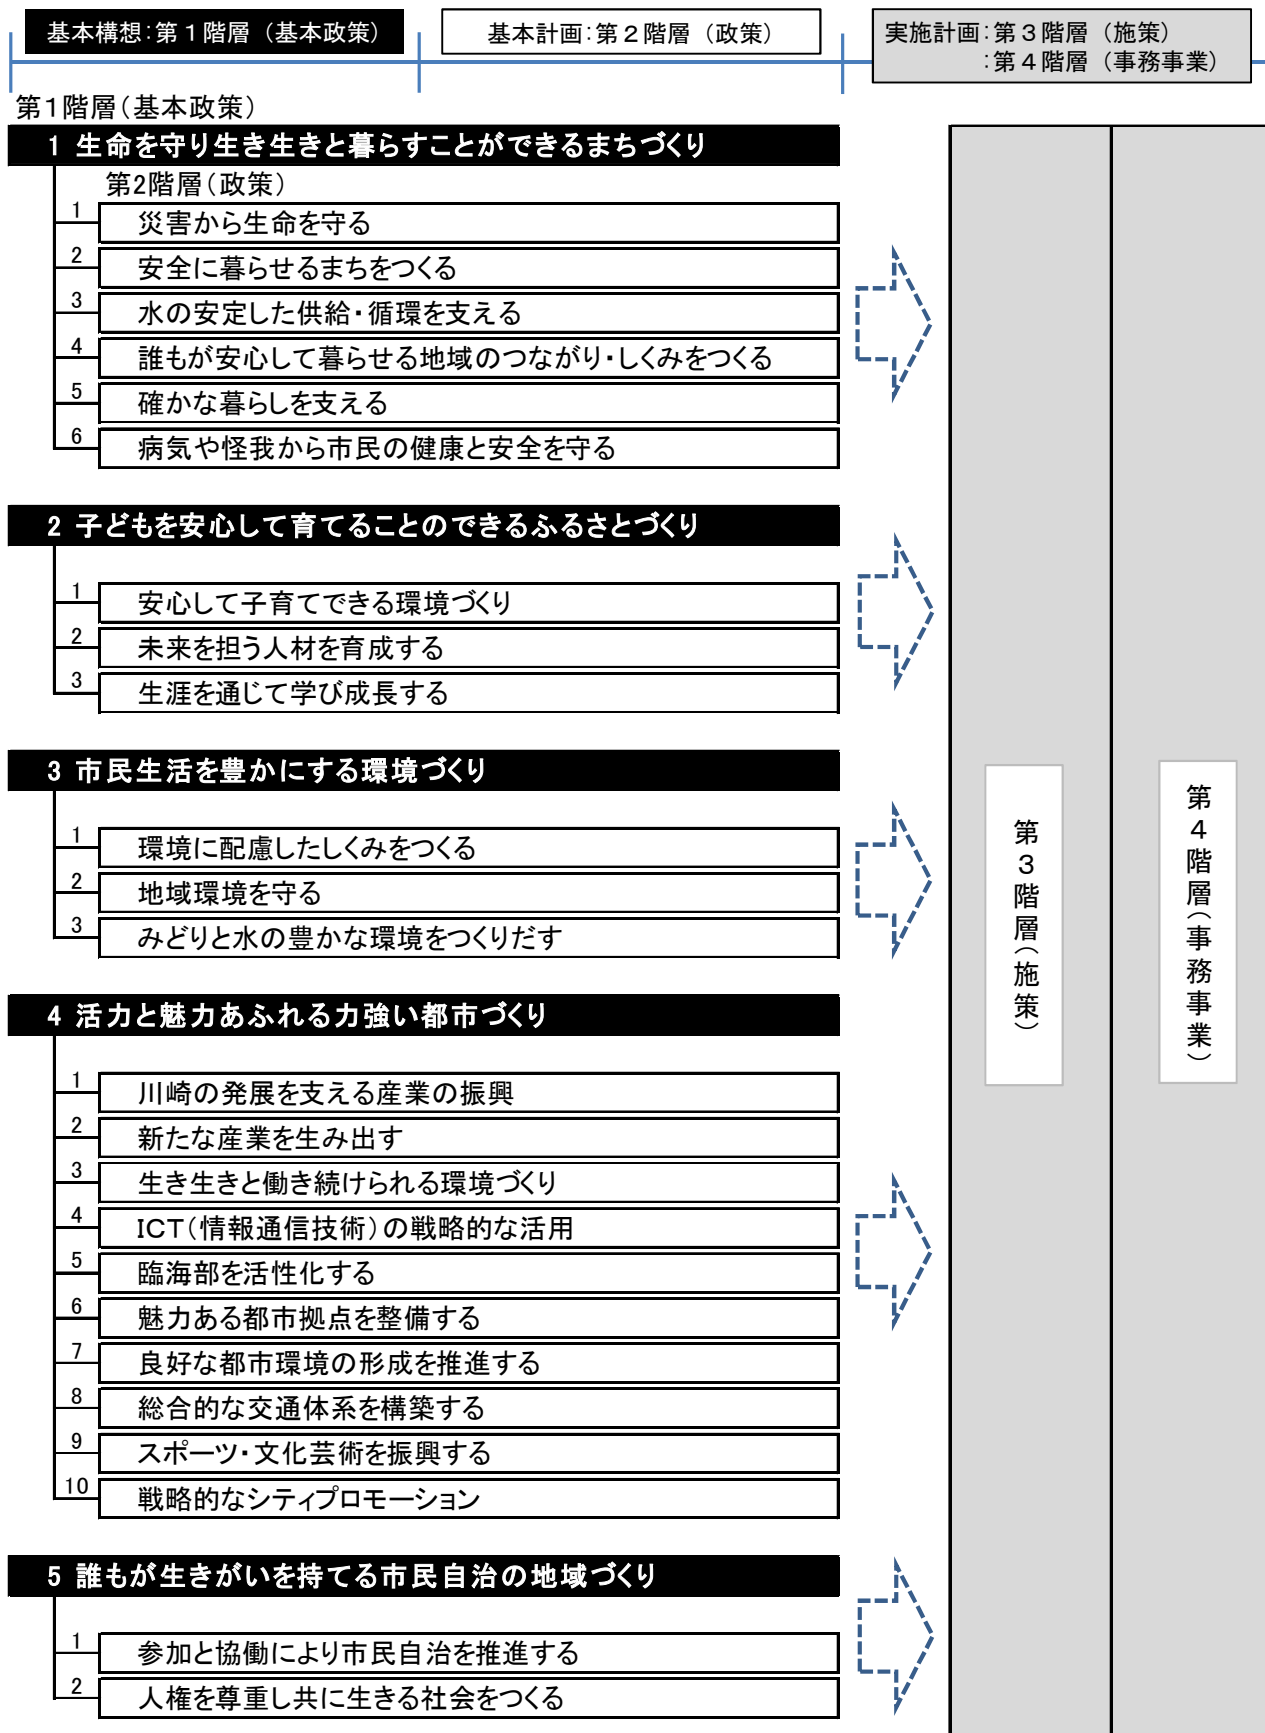 基本構想：第１階層（基本政策）
基本計画：第２階層（政策）
実施計画：第３階層（施策）
：第４階層（事務事業）
第1階層（基本政策）
1 生命を守り生き生きと暮らすことができるまちづくり
第2階層（政策）
1 災害から生命を守る
2 安全に暮らせるまちをつくる
3 水の安定した供給・循環を支える
4 誰もが安心して暮らせる地域のつながり・しくみをつくる
5 確かな暮らしを支える
6 病気や怪我から市民の健康と安全を守る
2 子どもを安心して育てることのできるふるさとづくり
1 安心して子育てできる環境づくり
2 未来を担う人材を育成する
3 生涯を通じて学び成長する
3 市民生活を豊かにする環境づくり
1 環境に配慮したしくみをつくる
2 地域環境を守る
3 みどりと水の豊かな環境をつくりだす
4 活力と魅力あふれる力強い都市づくり
1 川崎の発展を支える産業の振興
2 新たな産業を生み出す
3 生き生きと働き続けられる環境づくり
4 ICT（情報通信技術）の戦略的な活用
5 臨海部を活性化する
6 魅力ある都市拠点を整備する
7 良好な都市環境の形成を推進する
8 総合的な交通体系を構築する
9 スポーツ・文化芸術を振興する
10 戦略的なシティプロモーション
5 誰もが生きがいを持てる市民自治の地域づくり
1 参加と協働により市民自治を推進する
2 人権を尊重し共に生きる社会をつくる
第３階層（施策）
第４階層（事務事業）